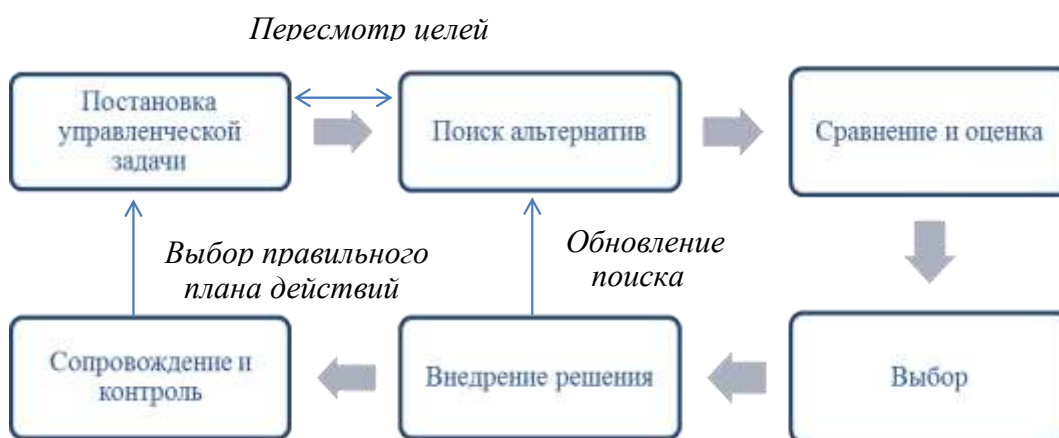 Пересмотр целей
Постановка
управленческой
задачи
Поиск альтернатив
Сравнение и оценка
Выбор правильного
плана действий
Обновление
поиска
Сопровождение и
контроль
Внедрение решения
Выбор